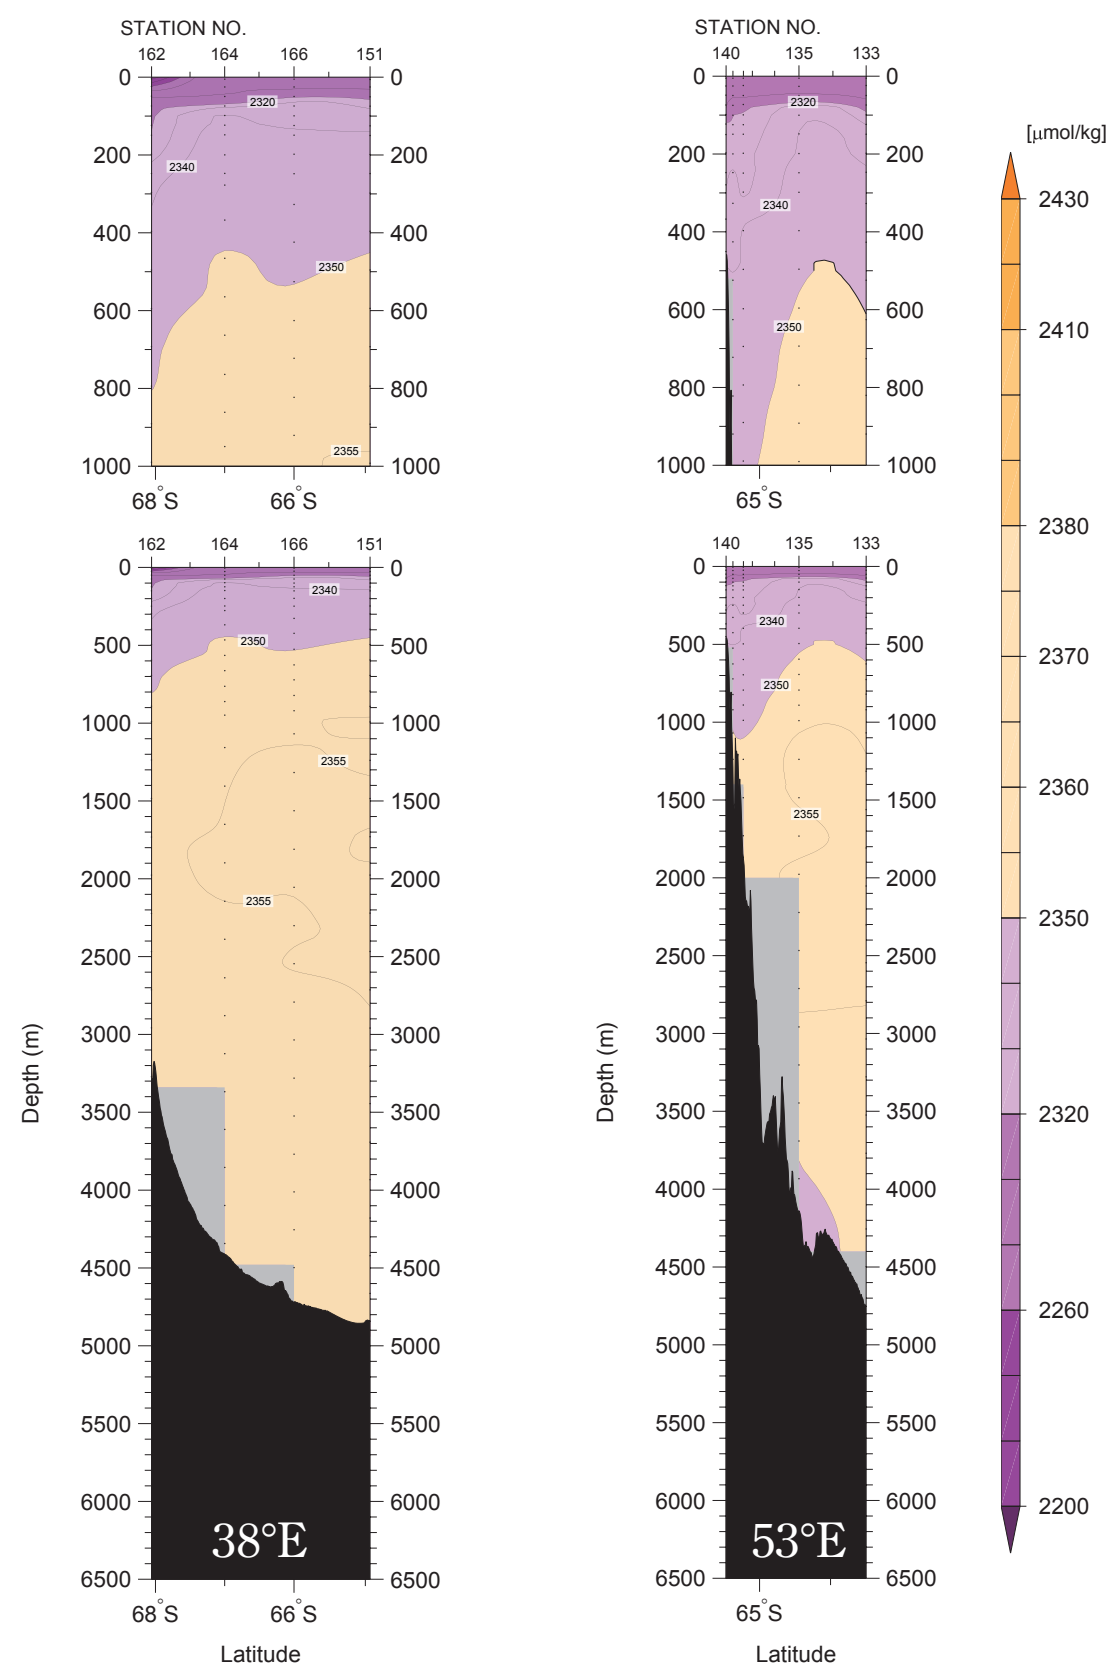 STATION NO. STATION NO.
162 164 166 151 140 135 133
0 0 0 0
2320 2320
[μmol/kg]
200 200 200 200
2340
2430
2340
400 400 400 400
2350
600 600 600 600
2350 2410
800 800 800 800
2355
1000 1000 1000 1000
68°S 66°S 65°S
2380
162 164 166 151 140 135 133
0 0 0 0
2340
2340
500 2350 500 500 500
2370
2350
1000 1000 1000 1000
2355 2360
1500 1500 1500 1500
2355
2000 2000 2000 2000
2355 2350
2500 2500 2500 2500
3000 3000 3000 3000
Depth (m) Depth (m)
3500 3500 3500 3500
2320
4000 4000 4000 4000
4500 4500 4500 4500
2260
5000 5000 5000 5000
5500 5500 5500 5500
6000 6000 6000 6000
2200
38°E 53°E
6500 6500 6500 6500
68°S 66°S 65°S
Latitude Latitude